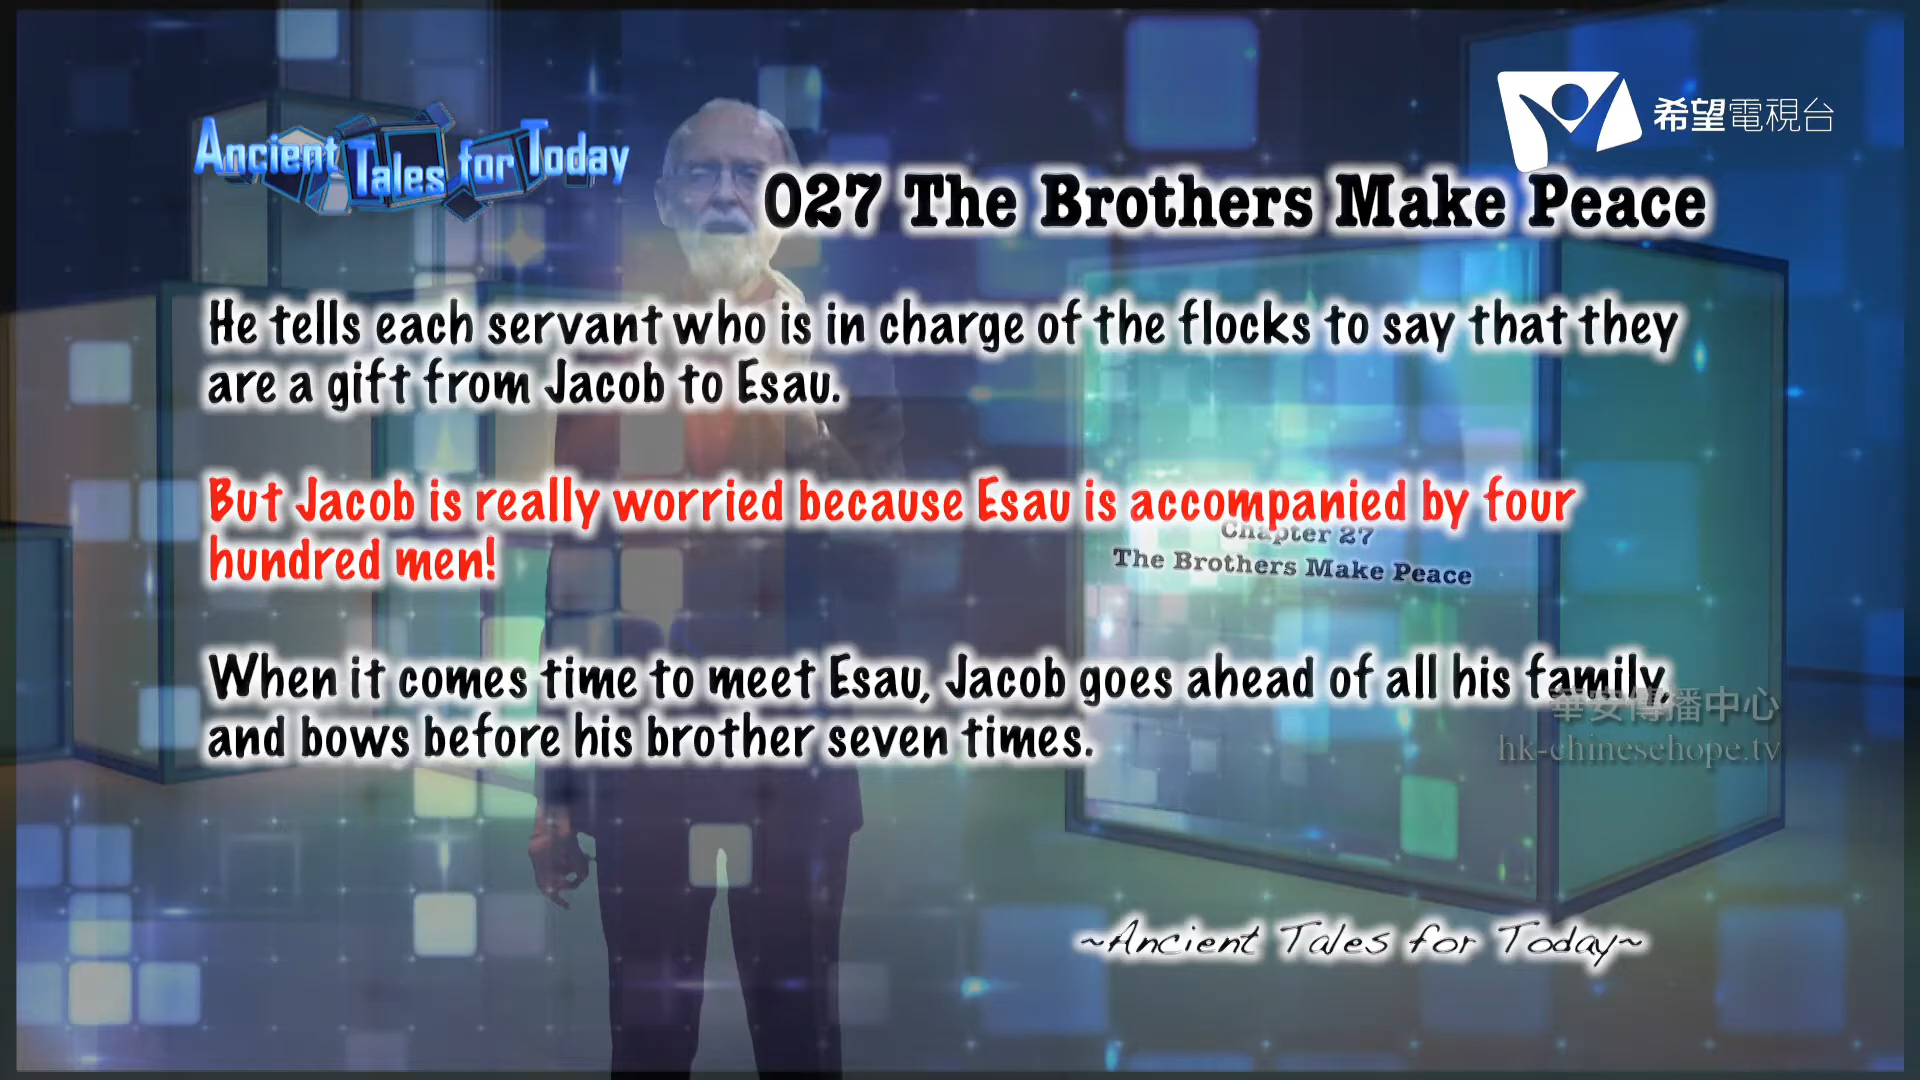 Ancient Tales for Today
希望電視台
027 The Brothers Make Peace
He tells each servant who is in charge of the flocks to say that they
are a gift from Jacob to Esau.
But Jacob is really worried because Esau is accompanied by four
hundred men!
Chapter 27
The Brothers Make Peace
When it comes time to meet Esau, Jacob goes ahead of all his family,
and bows before his brother seven times.
華安傳播中心
hk-chinesehope.tv
~Ancient Tales for Today~